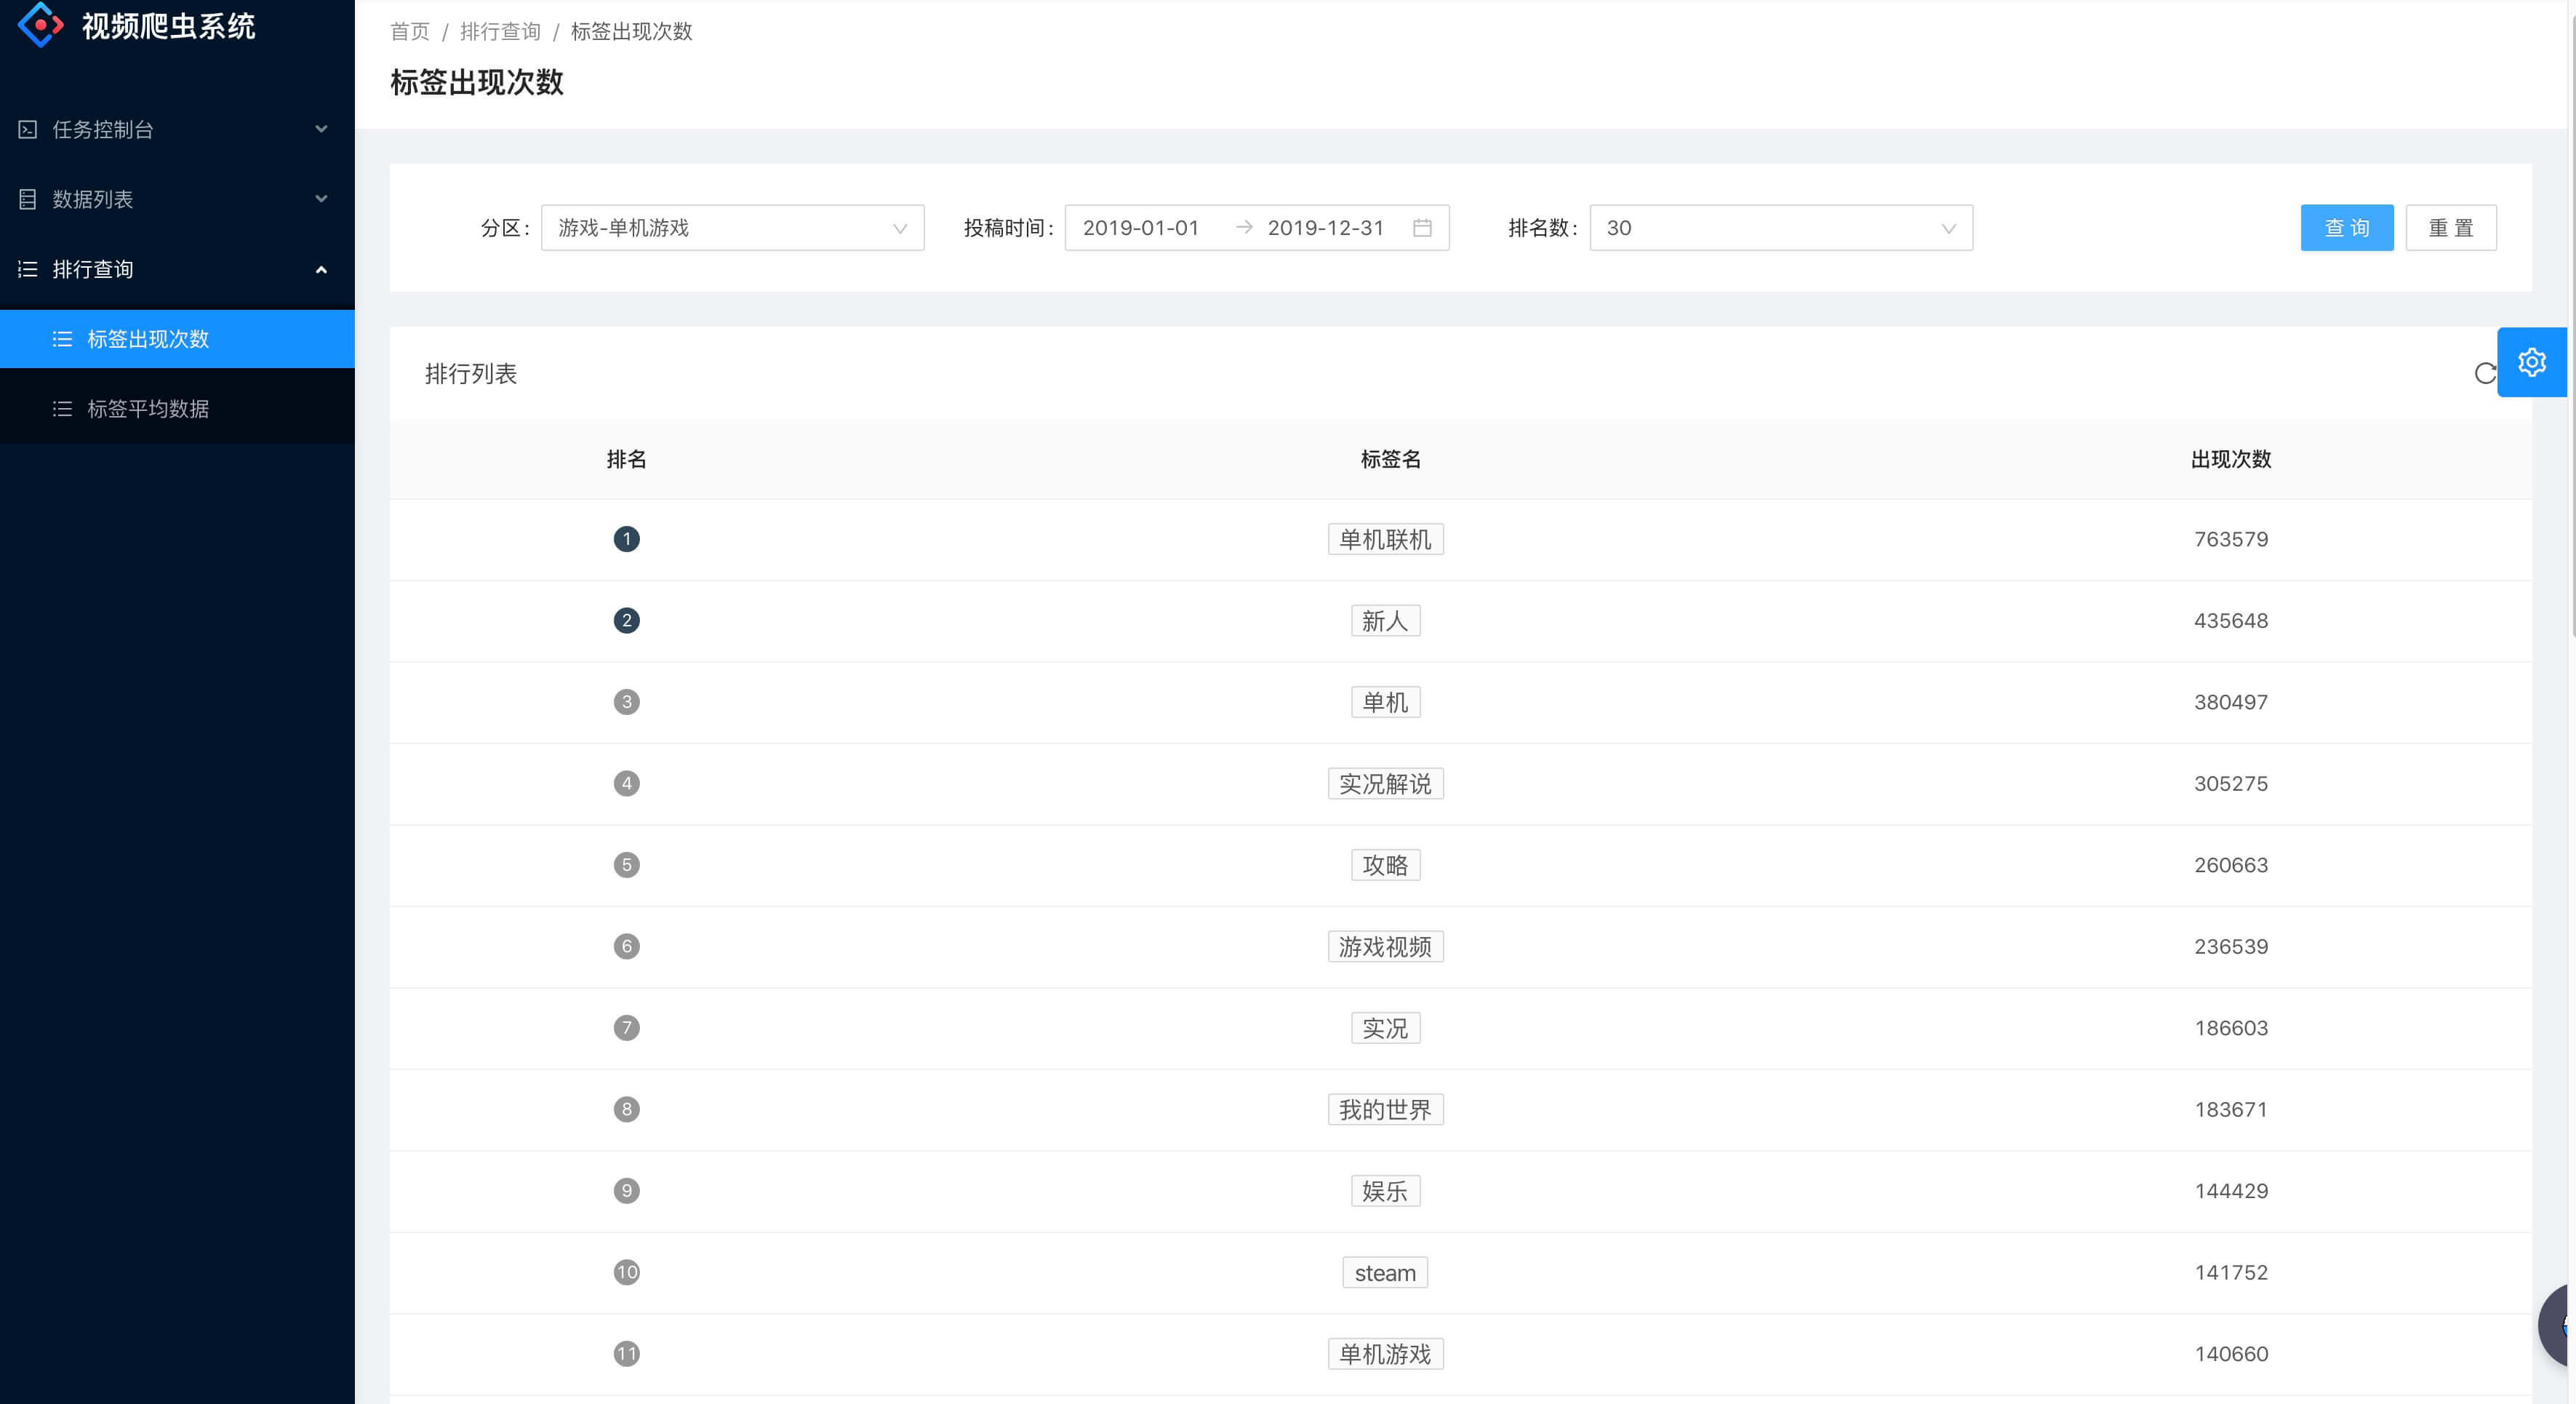 视频爬虫系统
任务控制台
数据列表
排行查询
标签出现次数
标签平均数据
首页 / 排行查询 / 标签出现次数
标签出现次数
分区: 游戏-单机游戏 投稿时间: 2019-01-01 → 2019-12-31 排名数: 30 查 询 重 置
排行列表
排名 标签名 出现次数
1 单机联机 763579
2 新人 435648
3 单机 380497
4 实况解说 305275
5 攻略 260663
6 游戏视频 236539
7 实况 186603
8 我的世界 183671
9 娱乐 144429
10 steam 141752
11 单机游戏 140660